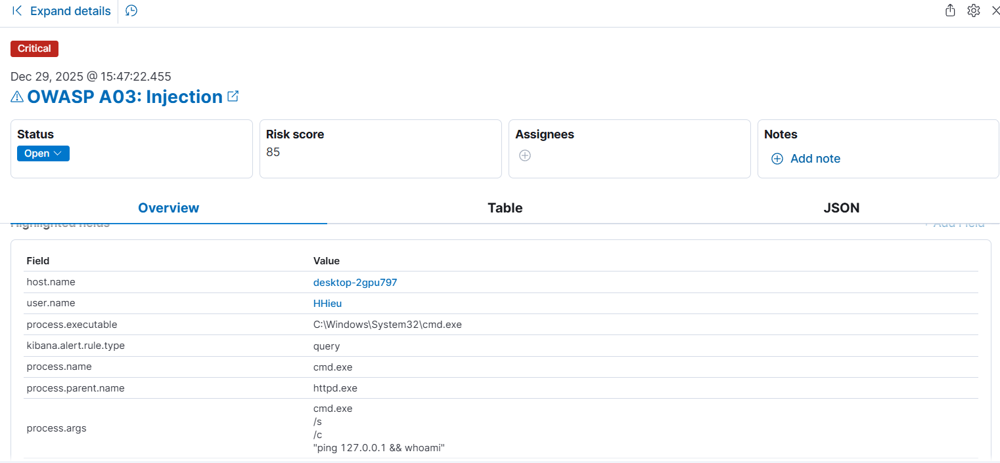 Expand details
Critical
Dec 29, 2025 @ 15:47:22.455
OWASP A03: Injection
Status
Open
Risk score
85
Assignees
Notes
Add note
Overview
Table
JSON
Highlighted fields
Add Field
Field Value
host.name desktop-2gpu797
user.name HHieu
process.executable C:\Windows\System32\cmd.exe
kibana.alert.rule.type query
process.name cmd.exe
process.parent.name httpd.exe
process.args
cmd.exe
/s
/c
"ping 127.0.0.1 && whoami"